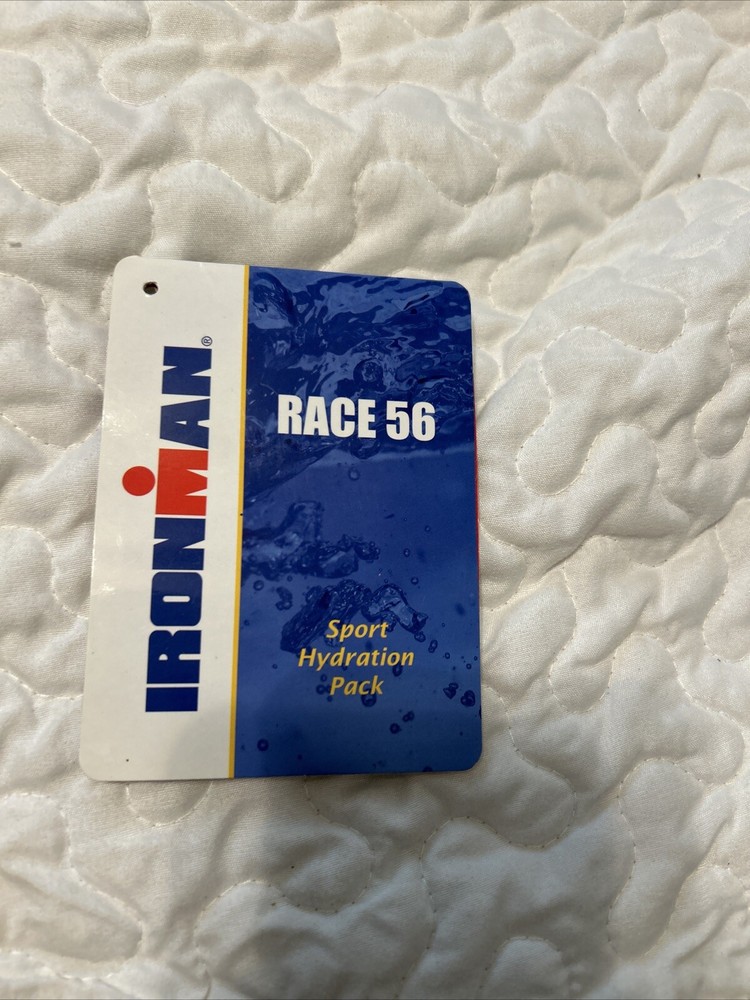 IRONMAN®
RACE 56
Sport
Hydration
Pack